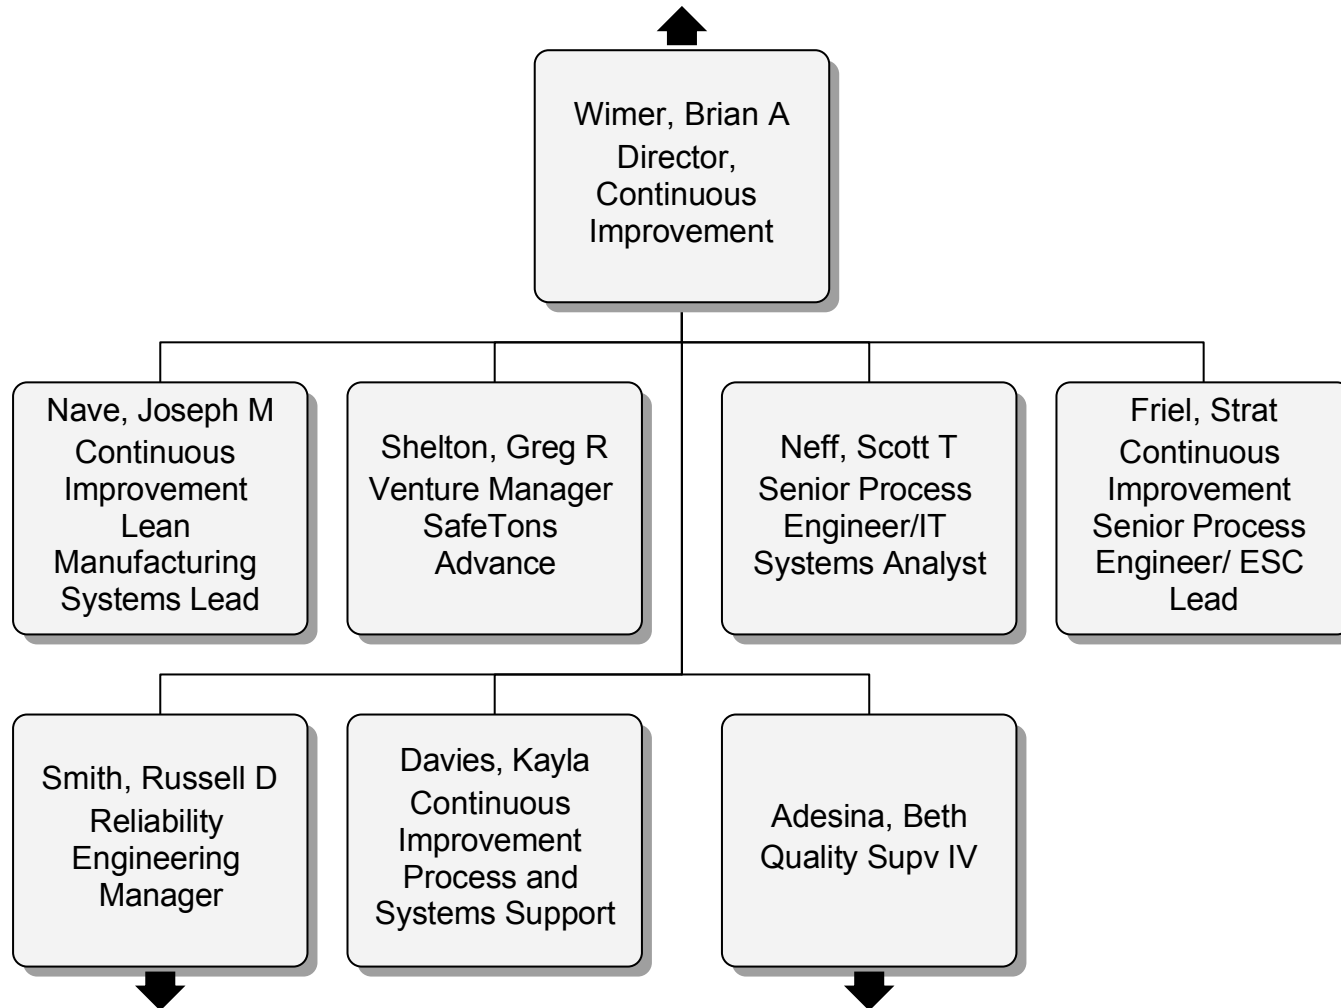 Wimer, Brian A
Director,
Continuous
Improvement
Nave, Joseph M
Continuous
Improvement
Lean
Manufacturing
Systems Lead
Shelton, Greg R
Venture Manager
SafeTons
Advance
Neff, Scott T
Senior Process
Engineer/IT
Systems Analyst
Friel, Strat
Continuous
Improvement
Senior Process
Engineer/ ESC
Lead
Smith, Russell D
Reliability
Engineering
Manager
Davies, Kayla
Continuous
Improvement
Process and
Systems Support
Adesina, Beth
Quality Supv IV